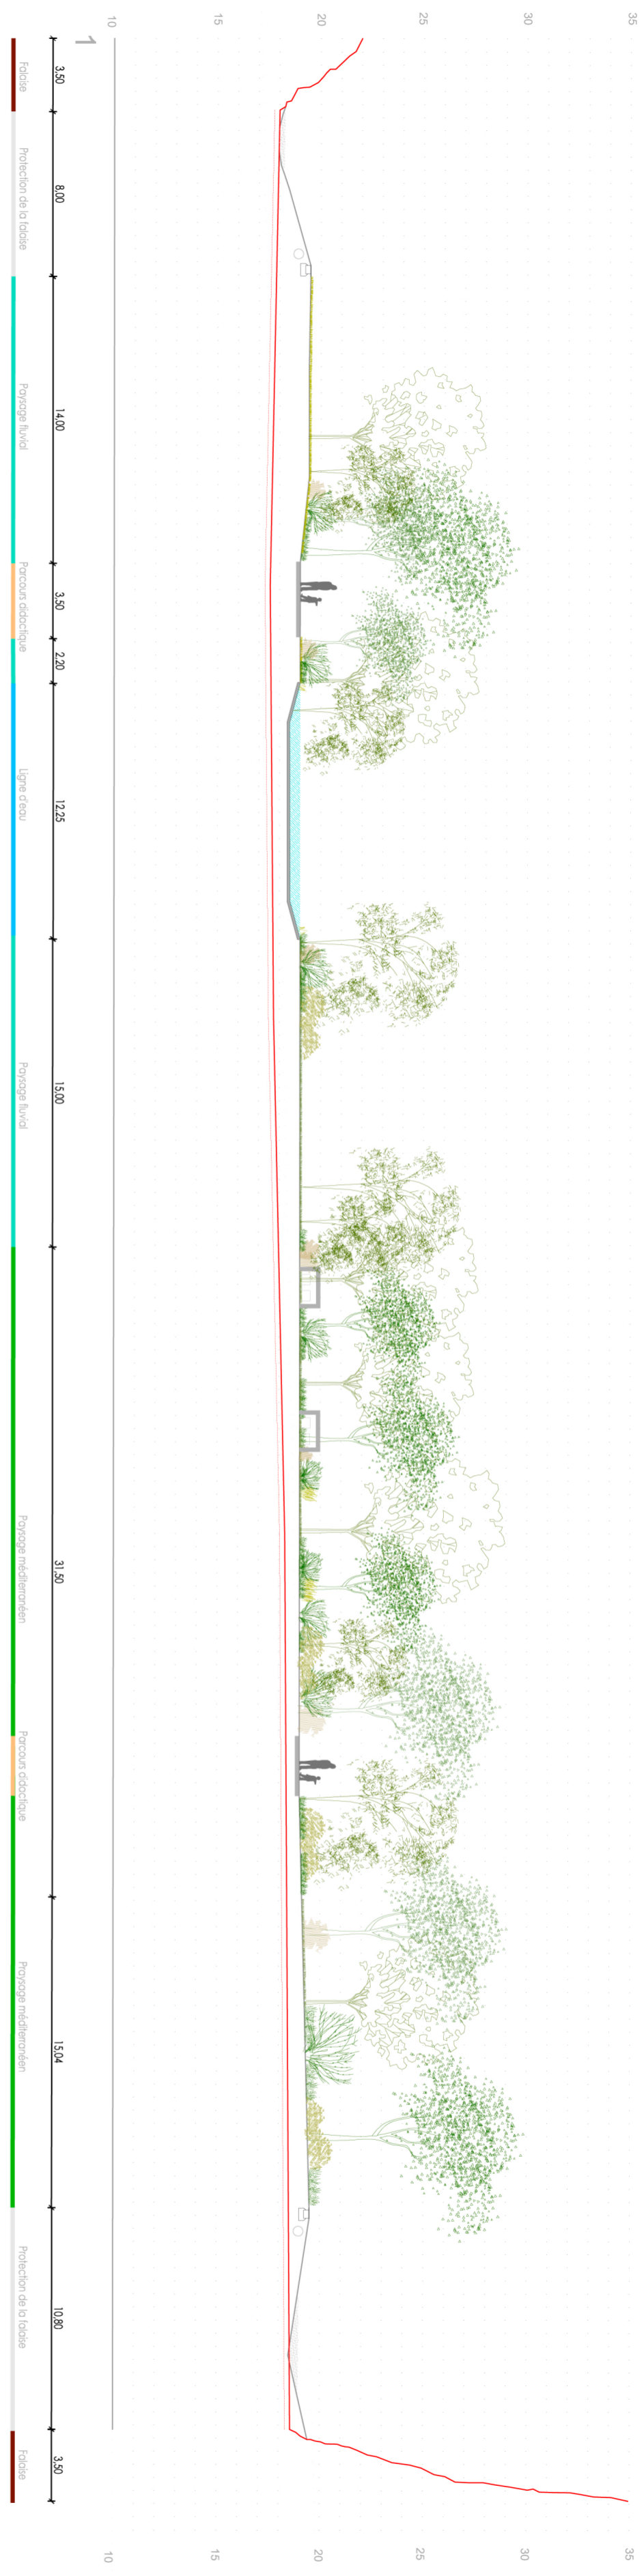 10
15
20
25
30
35
1
3,50
8,00
14,00
3,50
2,20
12,25
15,00
31,50
15,04
10,80
3,50
Falaise
Protection de la falaise
Paysage fluvial
Parcours didactique
Ligne d'eau
Paysage fluvial
Paysage méditerranéen
Parcours didactique
Praysage méditerranéen
Protection de la falaise
Falaise
10
15
20
25
30
35